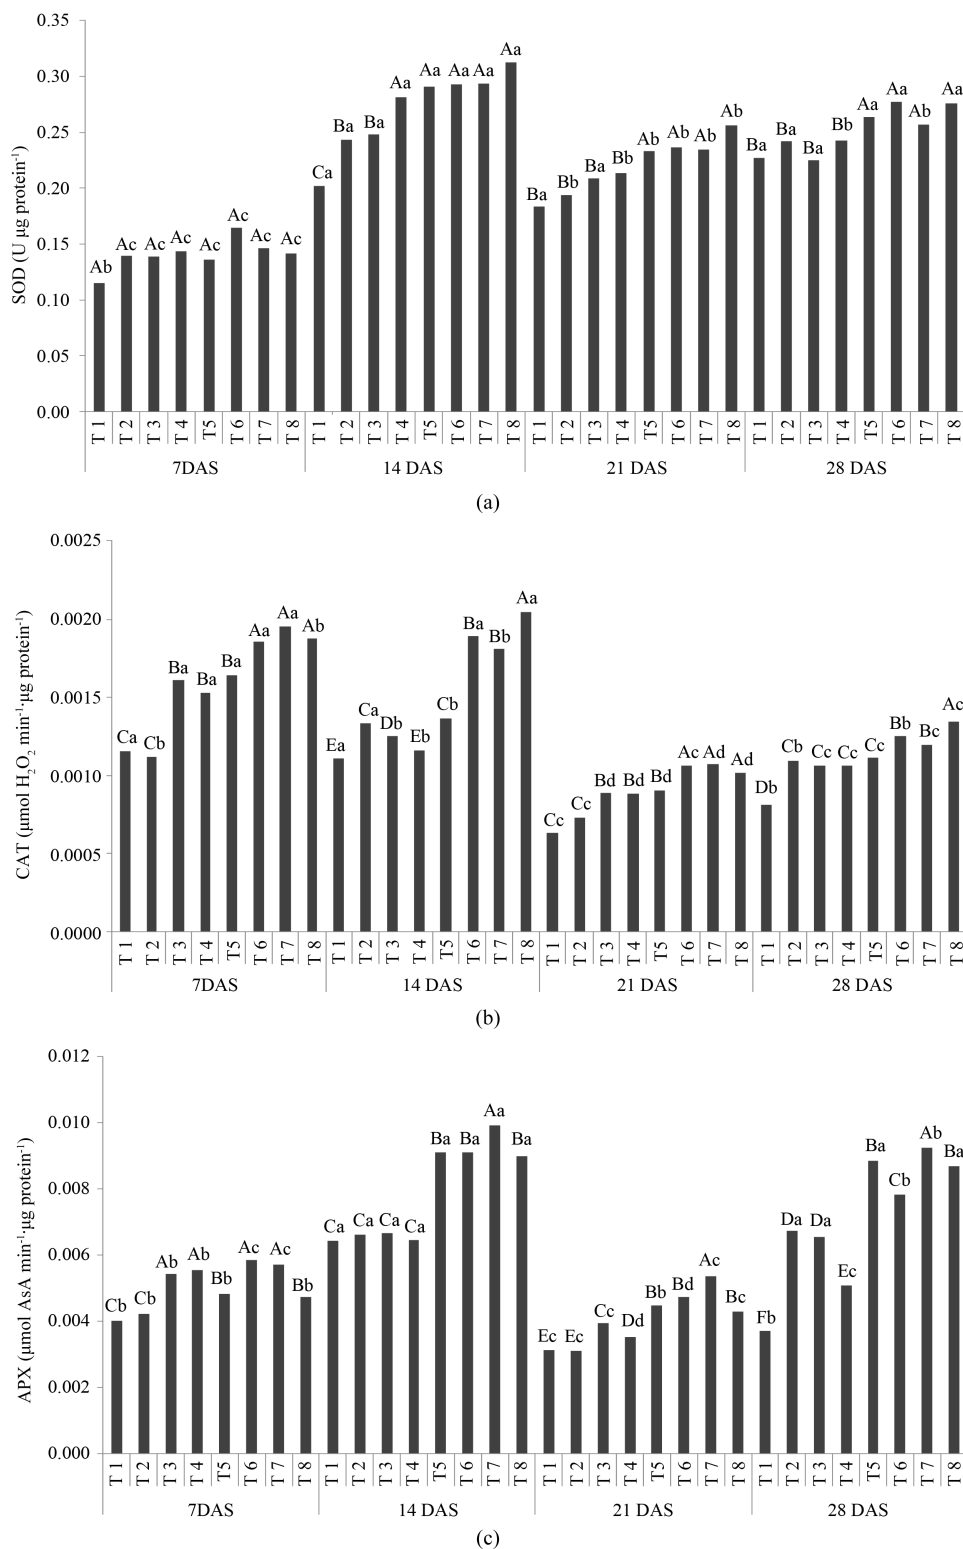 SOD (U μg protein-1)
0.35
0.30
0.25
0.20
0.15
0.10
0.05
0.00
Ab Ac Ac Ac Ac Ac Ac Ac Ca Ba Ba Aa Aa Aa Aa Aa Ba Bb Ba Bb Ab Ab Ab Ab Ba Ba Ba Bb Aa Aa Aa Aa
T 1 T 2 T 3 T 4 T5 T 6 T 7 T 8 T 1 T 2 T 3 T 4 T5 T 6 T 7 T 8 T 1 T 2 T 3 T 4 T5 T 6 T 7 T 8 T 1 T 2 T 3 T 4 T5 T 6 T 7 T 8
7DAS 14 DAS 21 DAS 28 DAS
(a)
CAT (μmol H2O2 min-1·μg protein-1)
0.0025
0.0020
0.0015
0.0010
0.0005
0.0000
Ca Cb Ba Ba Ba Aa Aa Ab Ea Ca Db Eb Cb Ba Bb Aa Cc Cc Bd Bd Bd Ac Ad Ad Db Cb Cc Cc Cc Bb Bc Ac
T 1 T 2 T 3 T 4 T5 T 6 T 7 T 8 T 1 T 2 T 3 T 4 T5 T 6 T 7 T 8 T 1 T 2 T 3 T 4 T5 T 6 T 7 T 8 T 1 T 2 T 3 T 4 T5 T 6 T 7 T 8
7DAS 14 DAS 21 DAS 28 DAS
(b)
APX (μmol AsA min-1·μg protein-1)
0.012
0.010
0.008
0.006
0.004
0.002
0.000
Cb Cb Ab Ab Bb Ac Ac Bb Ca Ca Ca Ca Ba Ba Aa Ba Ec Ec Cc Dd Bb Bd Ac Bc Fb Da Da Ec Ba Cb Ab Ba
T 1 T 2 T 3 T 4 T5 T 6 T 7 T 8 T 1 T 2 T 3 T 4 T5 T 6 T 7 T 8 T 1 T 2 T 3 T 4 T5 T 6 T 7 T 8 T 1 T 2 T 3 T 4 T5 T 6 T 7 T 8
7DAS 14 DAS 21 DAS 28 DAS
(c)